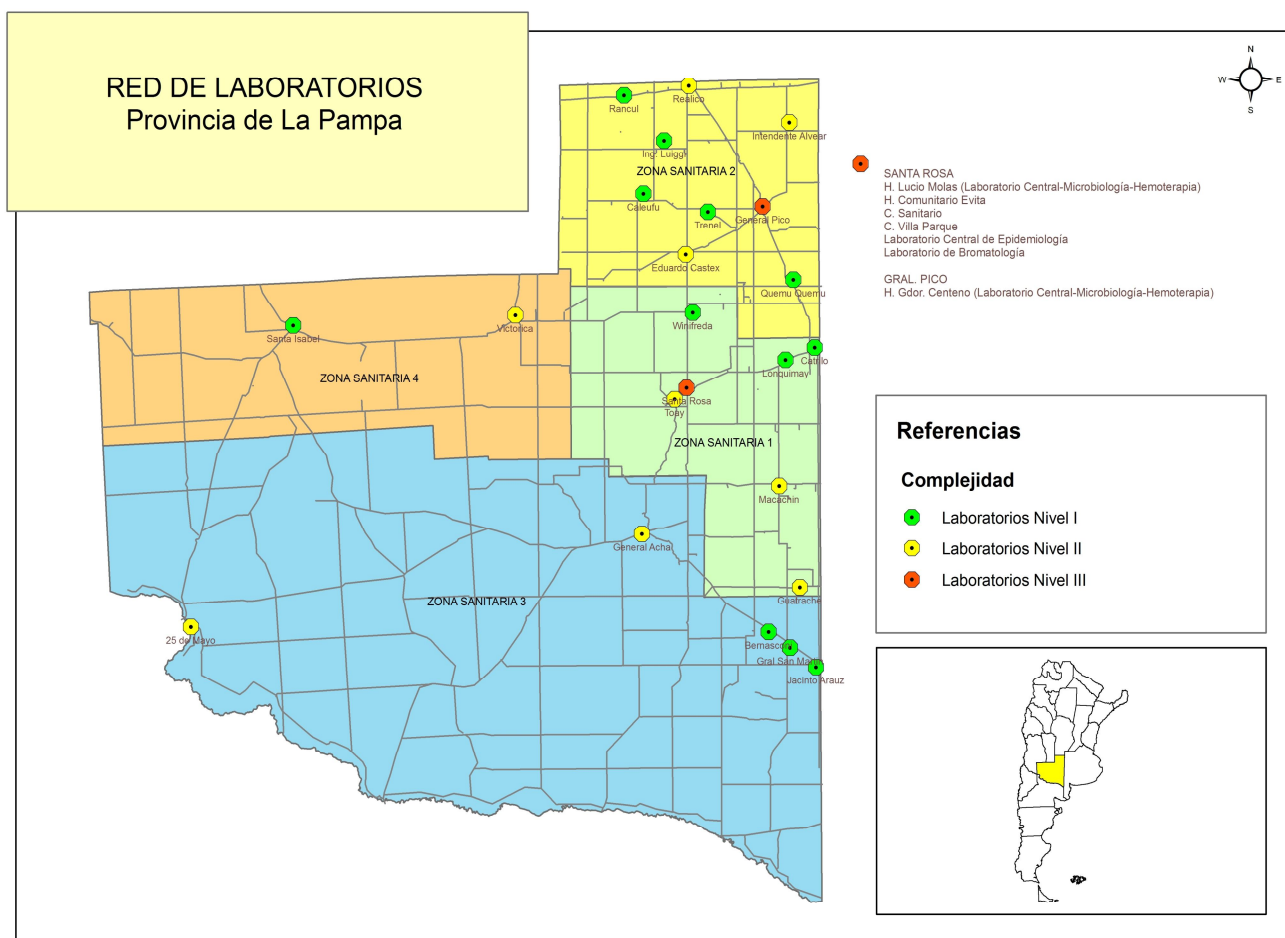 RED DE LABORATORIOS
Provincia de La Pampa
N
W
E
S
Realico
Rancul
Intendente Alvear
Ing. Luiggi
ZONA SANITARIA 2
Caleufu
General Pico
Trenel
Eduardo Castex
Quemu Quemu
Winifreda
Victorica
Santa Isabel
Catrilo
Lonquimay
ZONA SANITARIA 4
Santa Rosa
Toay
ZONA SANITARIA 1
Macachin
General Acha
ZONA SANITARIA 3
Guatrache
25 de Mayo
Bernasconi
Gral San Martin
Jacinto Arauz
SANTA ROSA
H. Lucio Molas (Laboratorio Central-Microbiología-Hemoterapia)
H. Comunitario Evita
C. Sanitario
C. Villa Parque
Laboratorio Central de Epidemiología
Laboratorio de Bromatología
GRAL. PICO
H. Gdor. Centeno (Laboratorio Central-Microbiología-Hemoterapia)
Referencias
Complejidad
Laboratorios Nivel I
Laboratorios Nivel II
Laboratorios Nivel III